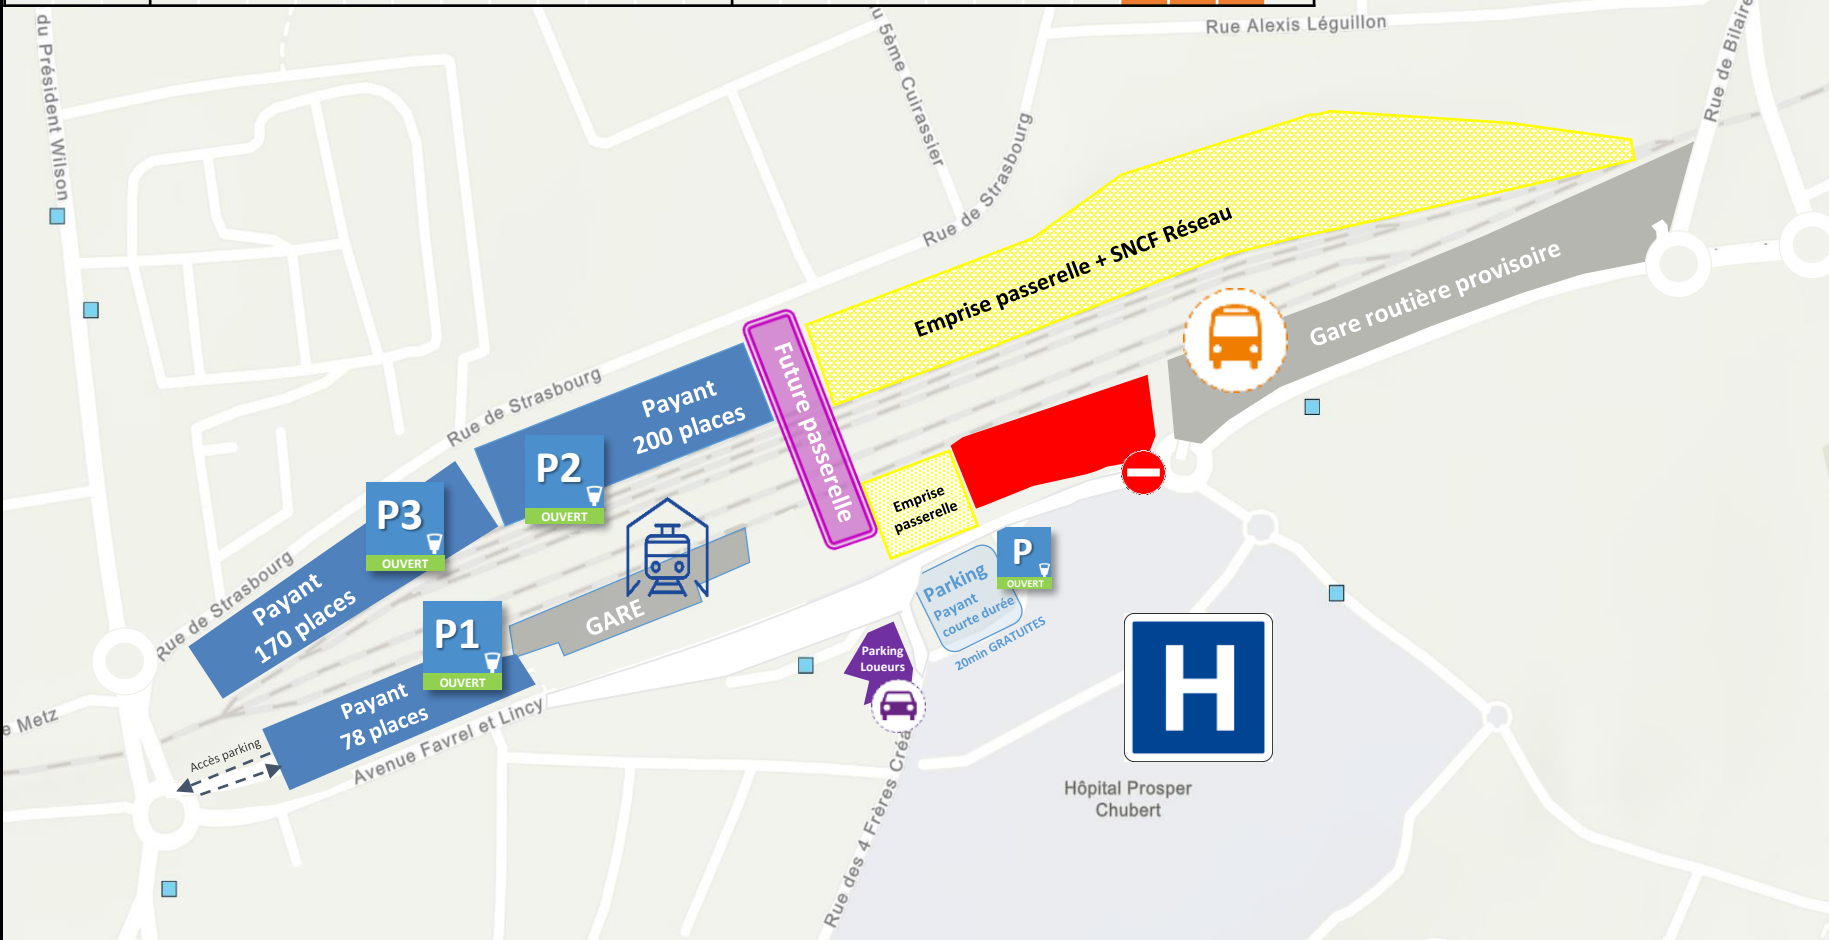 Rue Alexis Léguillon
du Président Wilson
u 5ème Cuirassier
Rue de Bilaire
Rue de Strasbourg
Emprise passerelle + SNCF Réseau
Gare routière provisoire
Future passerelle
Rue de Strasbourg
Payant
200 places
P2
OUVERT
P3
OUVERT
Emprise
passerelle
P
OUVERT
Rue de Strasbourg
Payant
170 places
GARE
P1
OUVERT
Parking
Payant
courte durée
20min GRATUITES
Parking
Loueurs
H
Payant
78 places
e Metz
Accès parking
Avenue Favrel et Lincy
Rue des 4 Frères Créa
Hôpital Prosper
Chubert